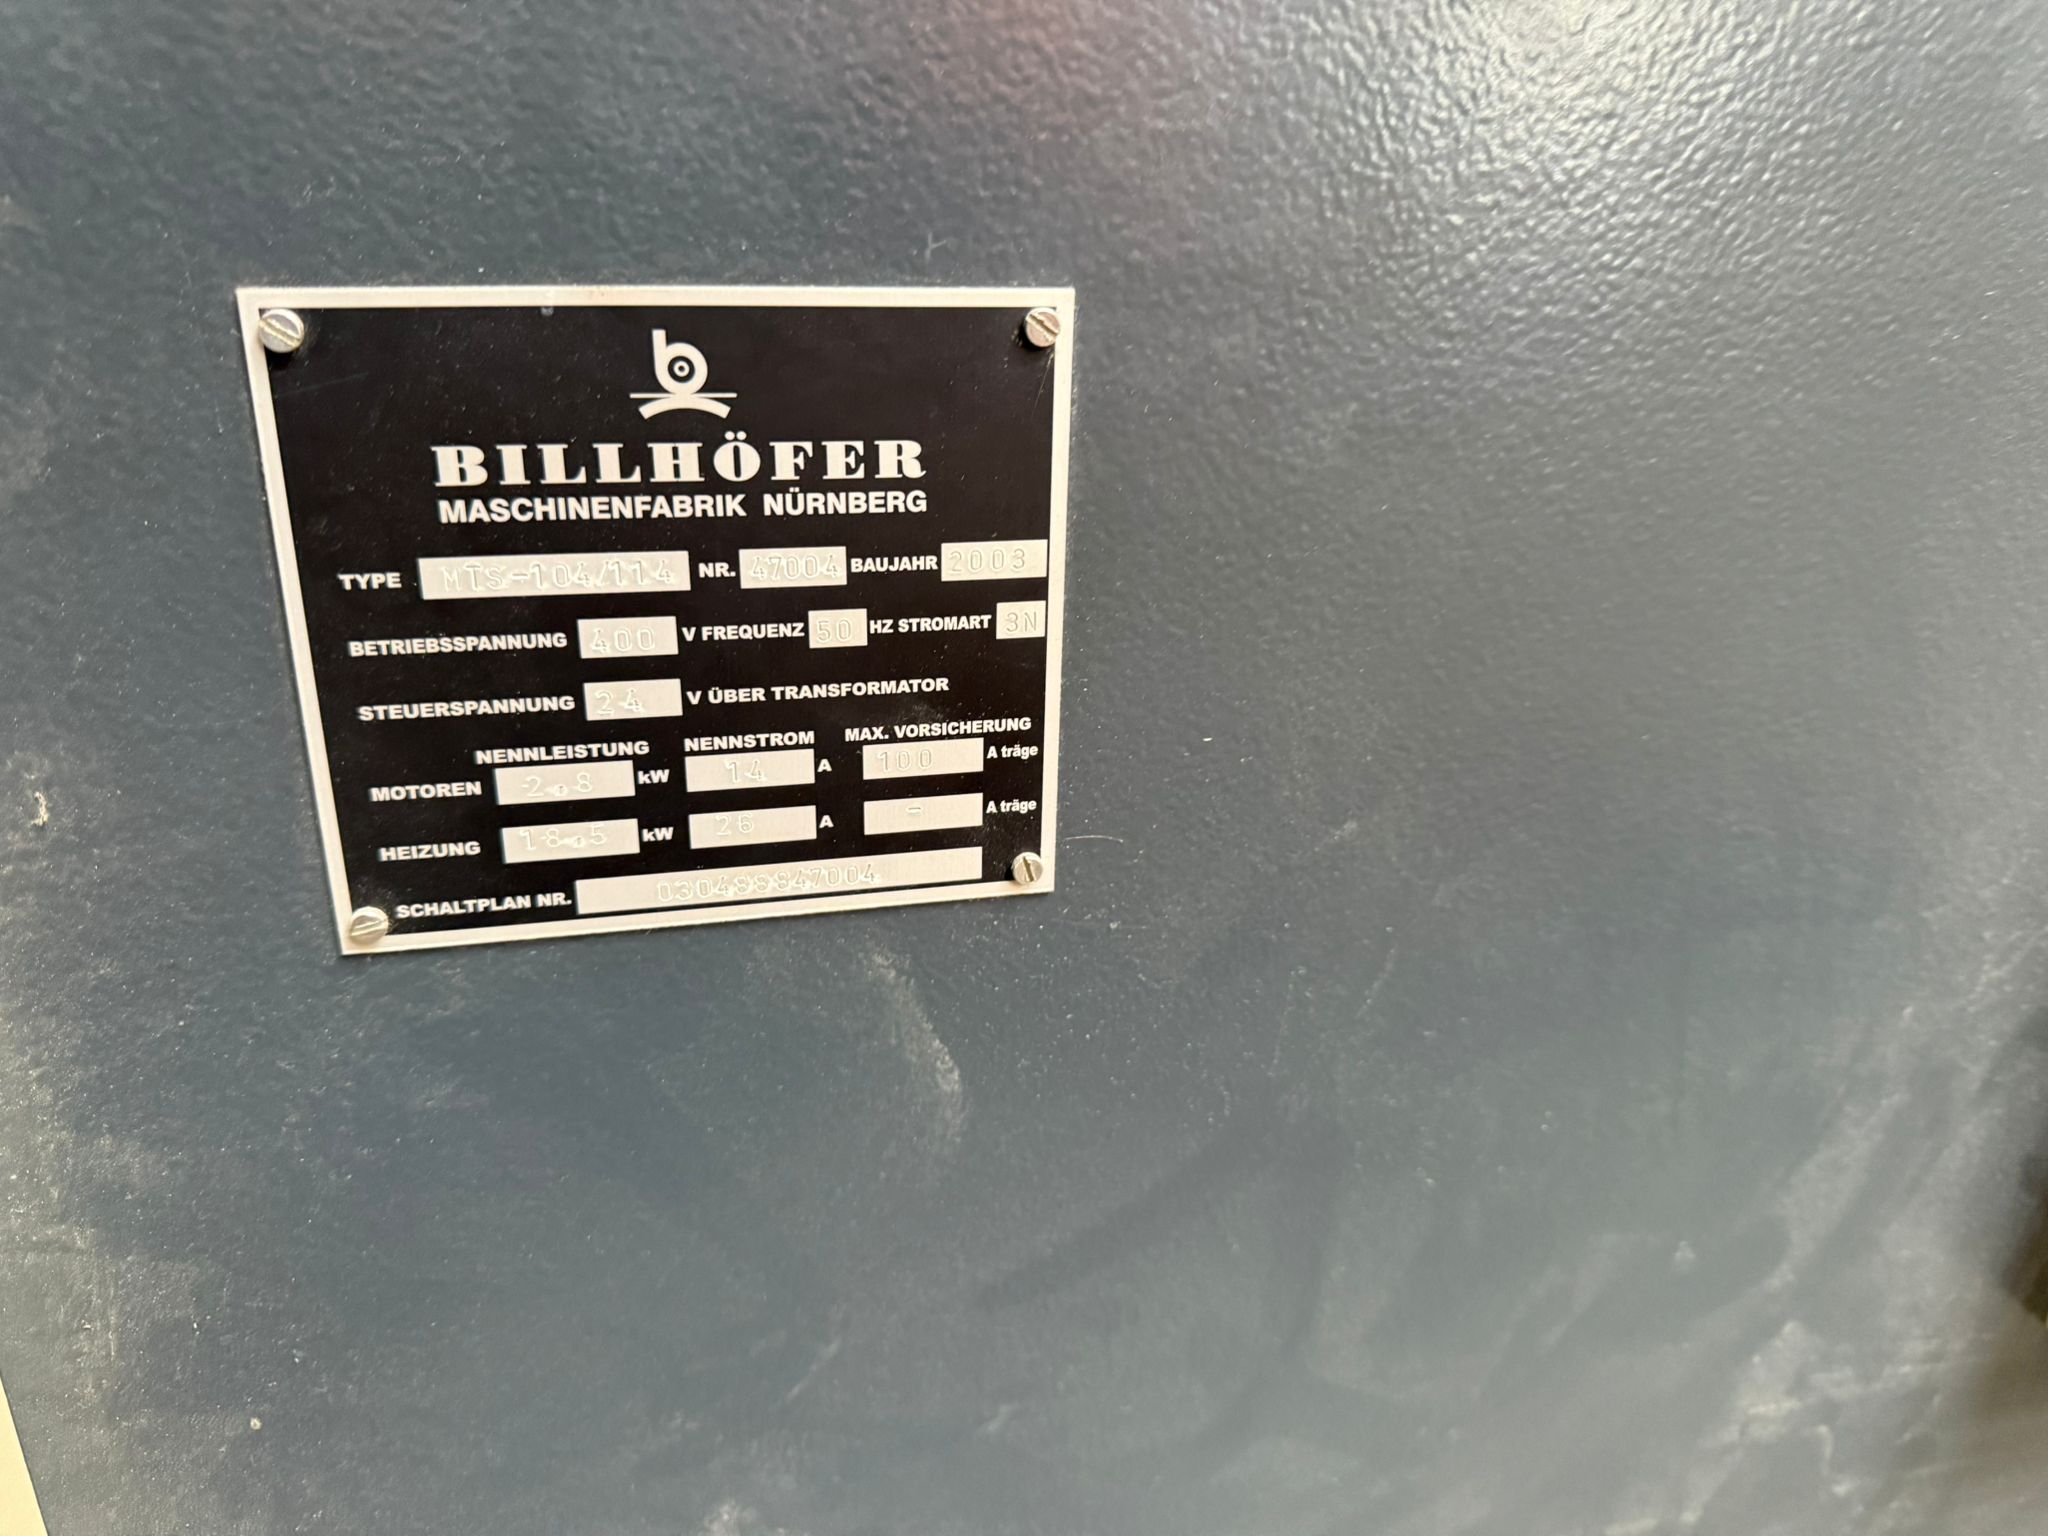 BILLHÖFER
MASCHINENFABRIK NÜRNBERG
TYPE MTS-104/114 NR. 47004 BAUJAHR 2003
BETRIEBSSPANNUNG 400 V FREQUENZ 50 HZ STROMART 3N
STEUERSPANNUNG 24 V ÜBER TRANSFORMATOR
NENNLEISTUNG NENNSTROM MAX. VORSICHERUNG
MOTOREN 2.8 kW 14 A 100 A träge
HEIZUNG 18.5 kW 26 A - A träge
SCHALTPLAN NR. 030488847004